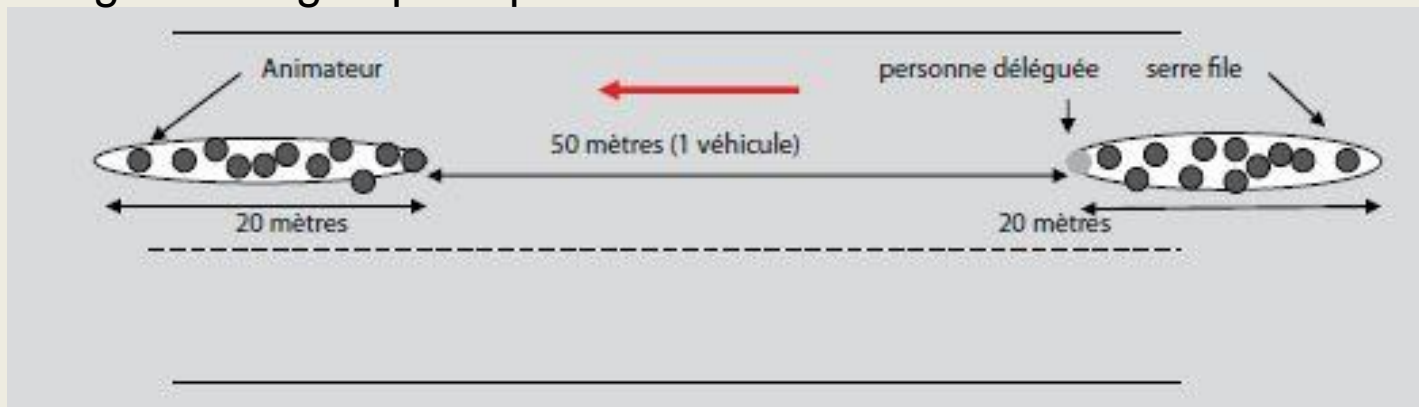 Animateur
personne déléguée
serre file
50 mètres (1 véhicule)
20 mètres
20 mètres